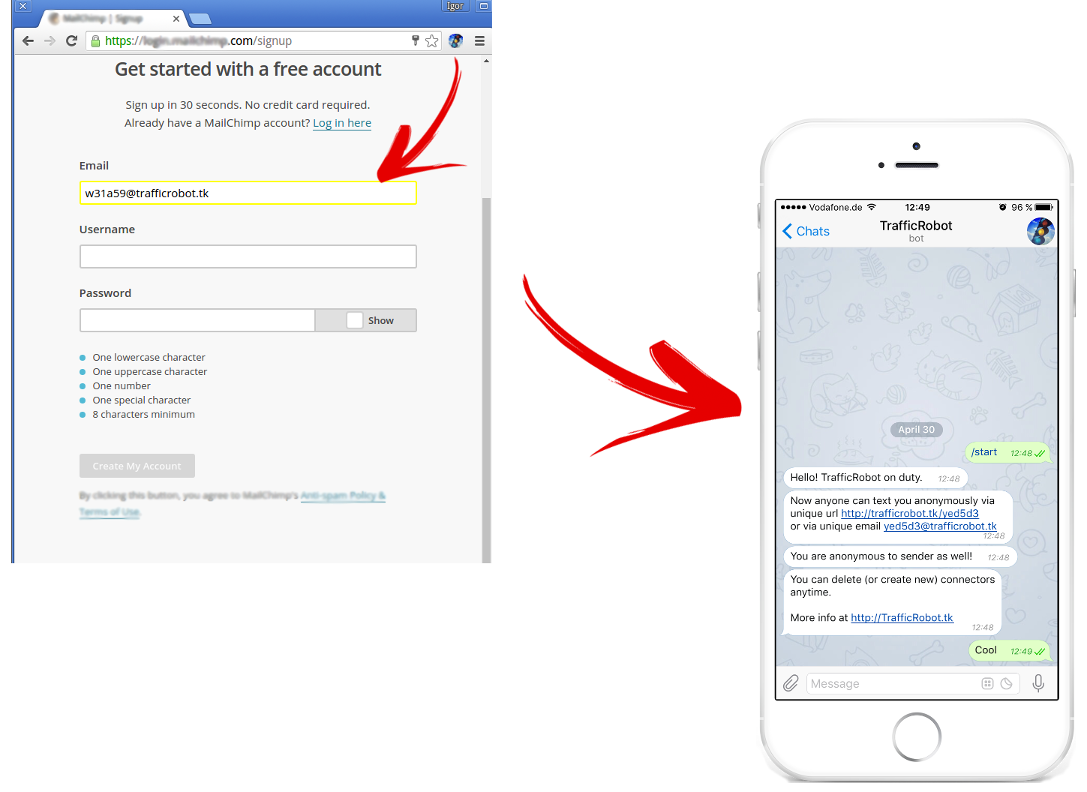 Igor
MailChimp | Signup
https://login.mailchimp.com/signup
Get started with a free account
Sign up in 30 seconds. No credit card required.
Already have a MailChimp account? Log in here
Email
w31a59@trafficrobot.tk
Username
Password
Show
One lowercase character
One uppercase character
One number
One special character
8 characters minimum
Create My Account
By clicking this button, you agree to MailChimp's Anti-spam Policy &
Terms of Use.
Vodafone.de
12:49
96 %
Chats
TrafficRobot
bot
April 30
/start 12:48
Hello! TrafficRobot on duty. 12:48
Now anyone can text you anonymously via
unique url http://trafficrobot.tk/yed5d3
or via unique email yed5d3@trafficrobot.tk
12:48
You are anonymous to sender as well! 12:48
You can delete (or create new) connectors
anytime.
More info at http://TrafficRobot.tk
12:48
Cool 12:49
Message